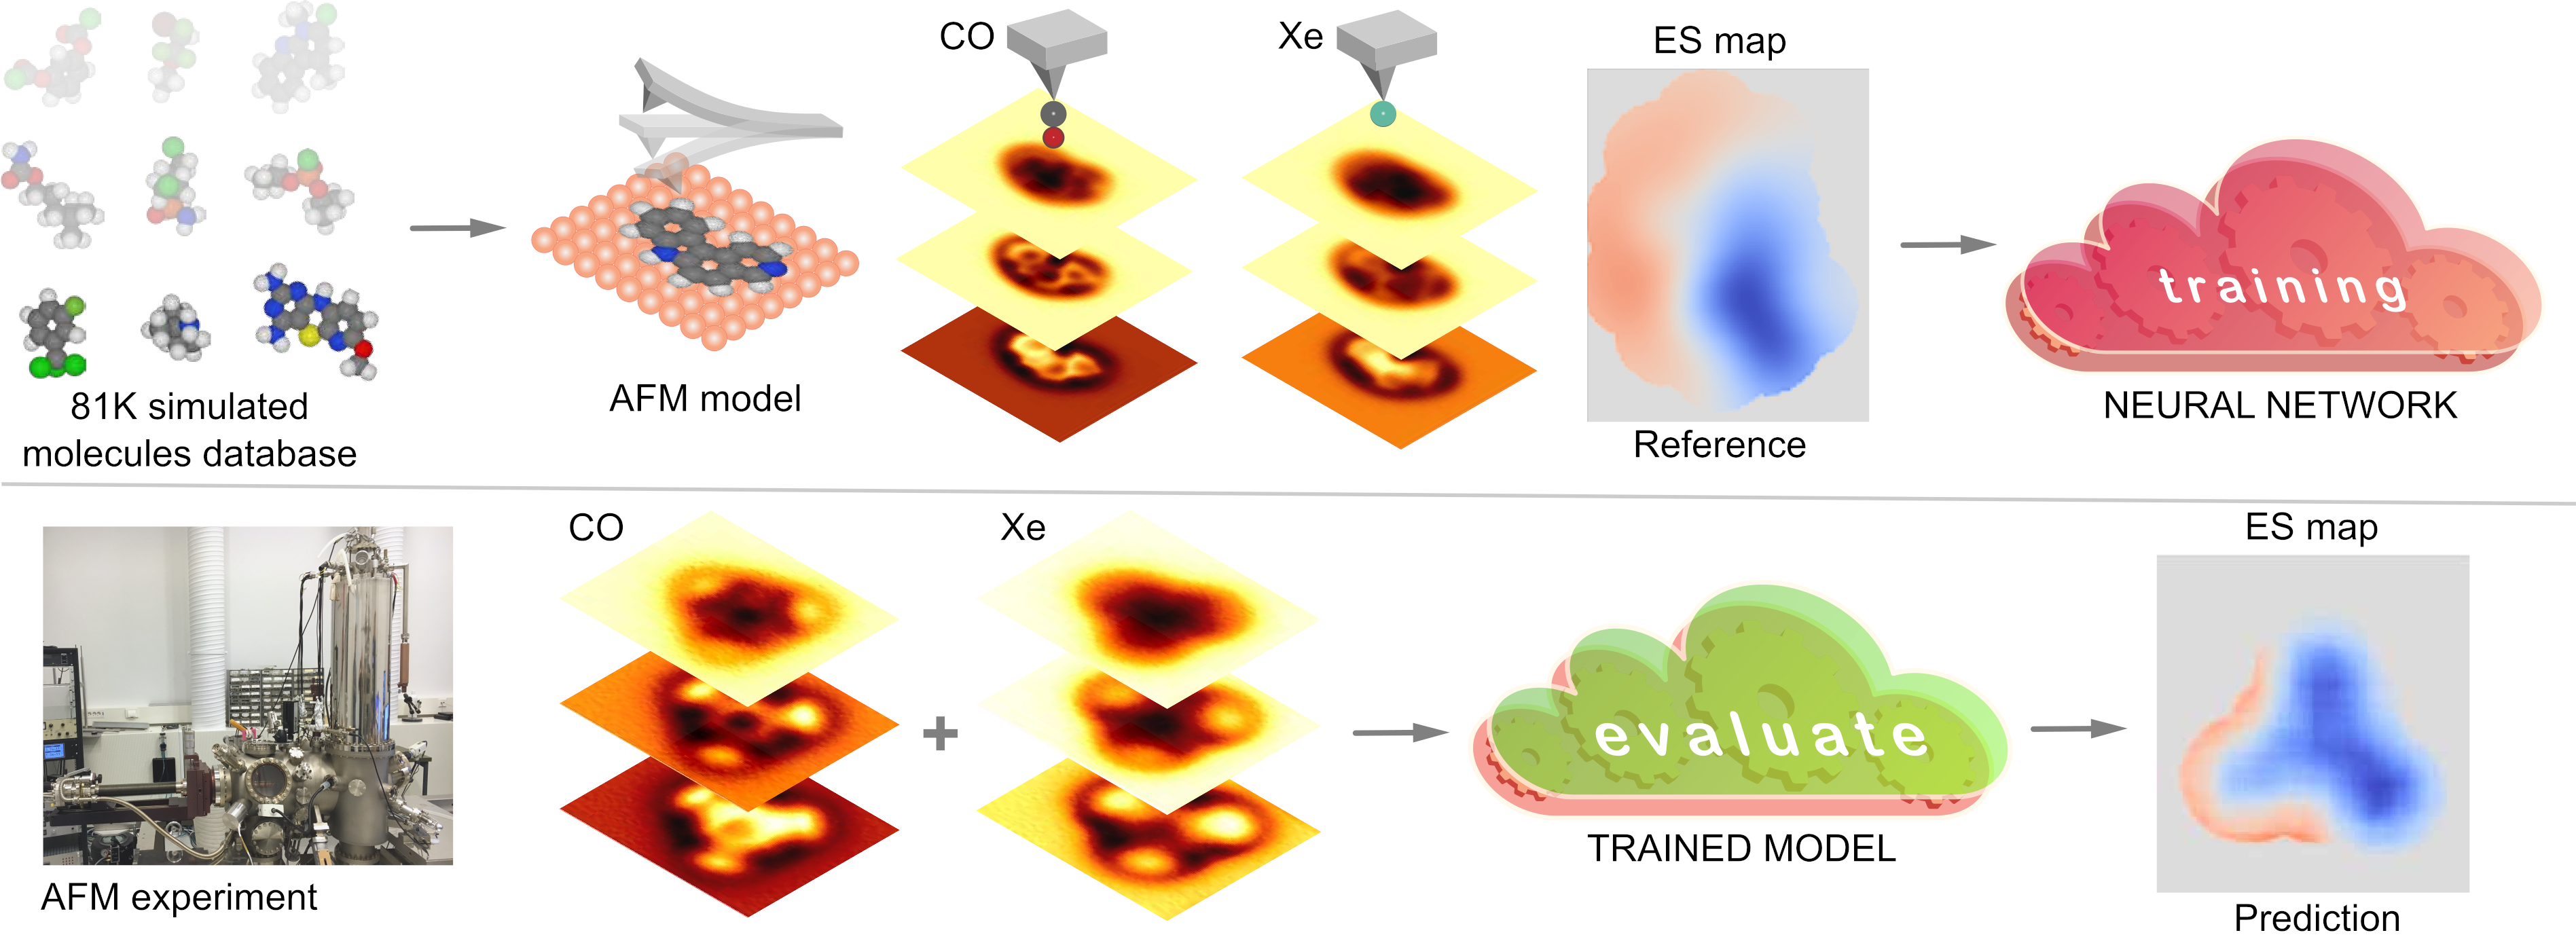 CO
Xe
ES map
training
81K simulated
molecules database
AFM model
Reference
NEURAL NETWORK
CO
Xe
ES map
+
evaluate
TRAINED MODEL
AFM experiment
Prediction